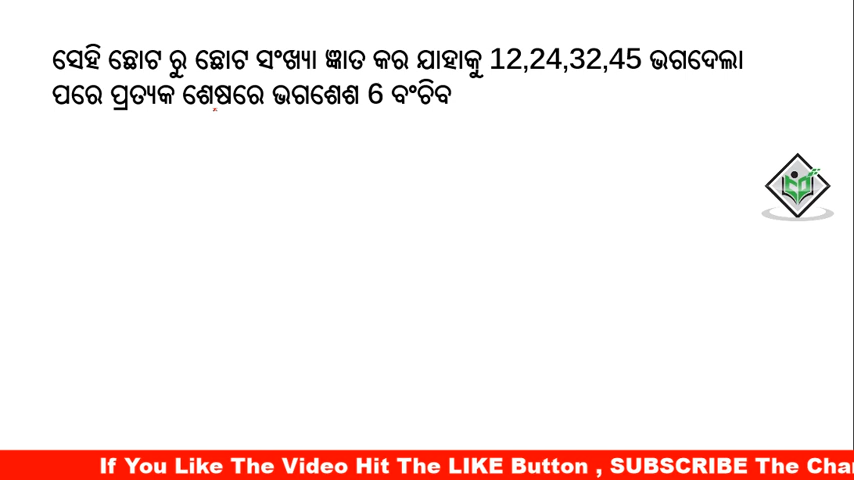 ସେହି ଛୋଟ ରୁ ଛୋଟ ସଂଖ୍ୟା ଜ୍ଞାତ କର ଯାହାକୁ 12,24,32,45 ଭଗଦେଲା
ପରେ ପ୍ରତ୍ୟକ ଶେଷରେ ଭଗଶେଶ 6 ବଂଚିବ
If You Like The Video Hit The LIKE Button , SUBSCRIBE The Cha